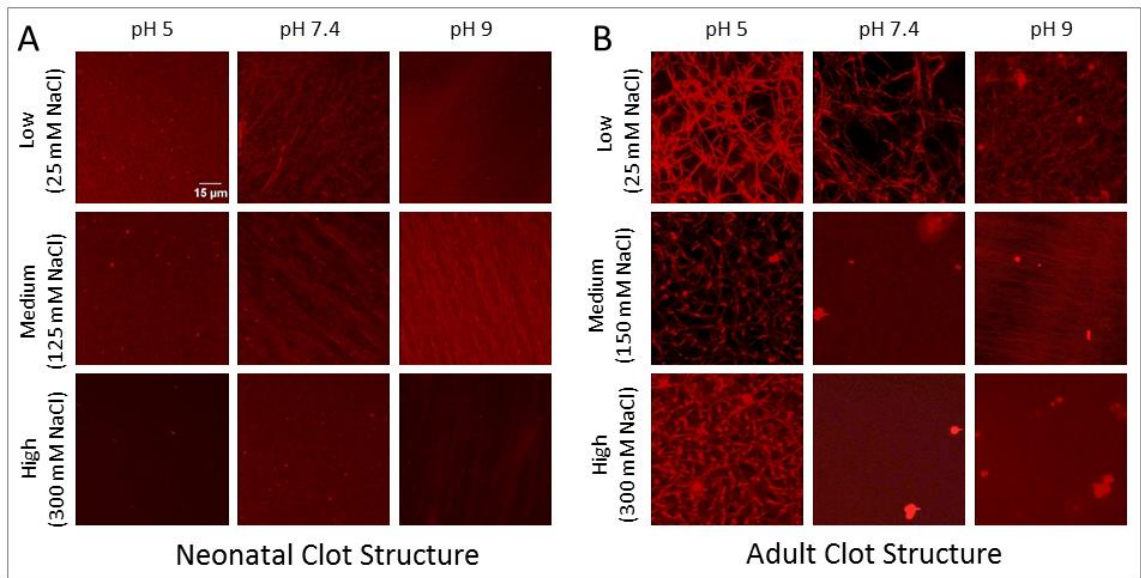 A
pH 5
pH 7.4
pH 9
Low
(25 mM NaCl)
15 µm
Medium
(125 mM NaCl)
High
(300 mM NaCl)
Neonatal Clot Structure
B
pH 5
pH 7.4
pH 9
Low
(25 mM NaCl)
Medium
(150 mM NaCl)
High
(300 mM NaCl)
Adult Clot Structure